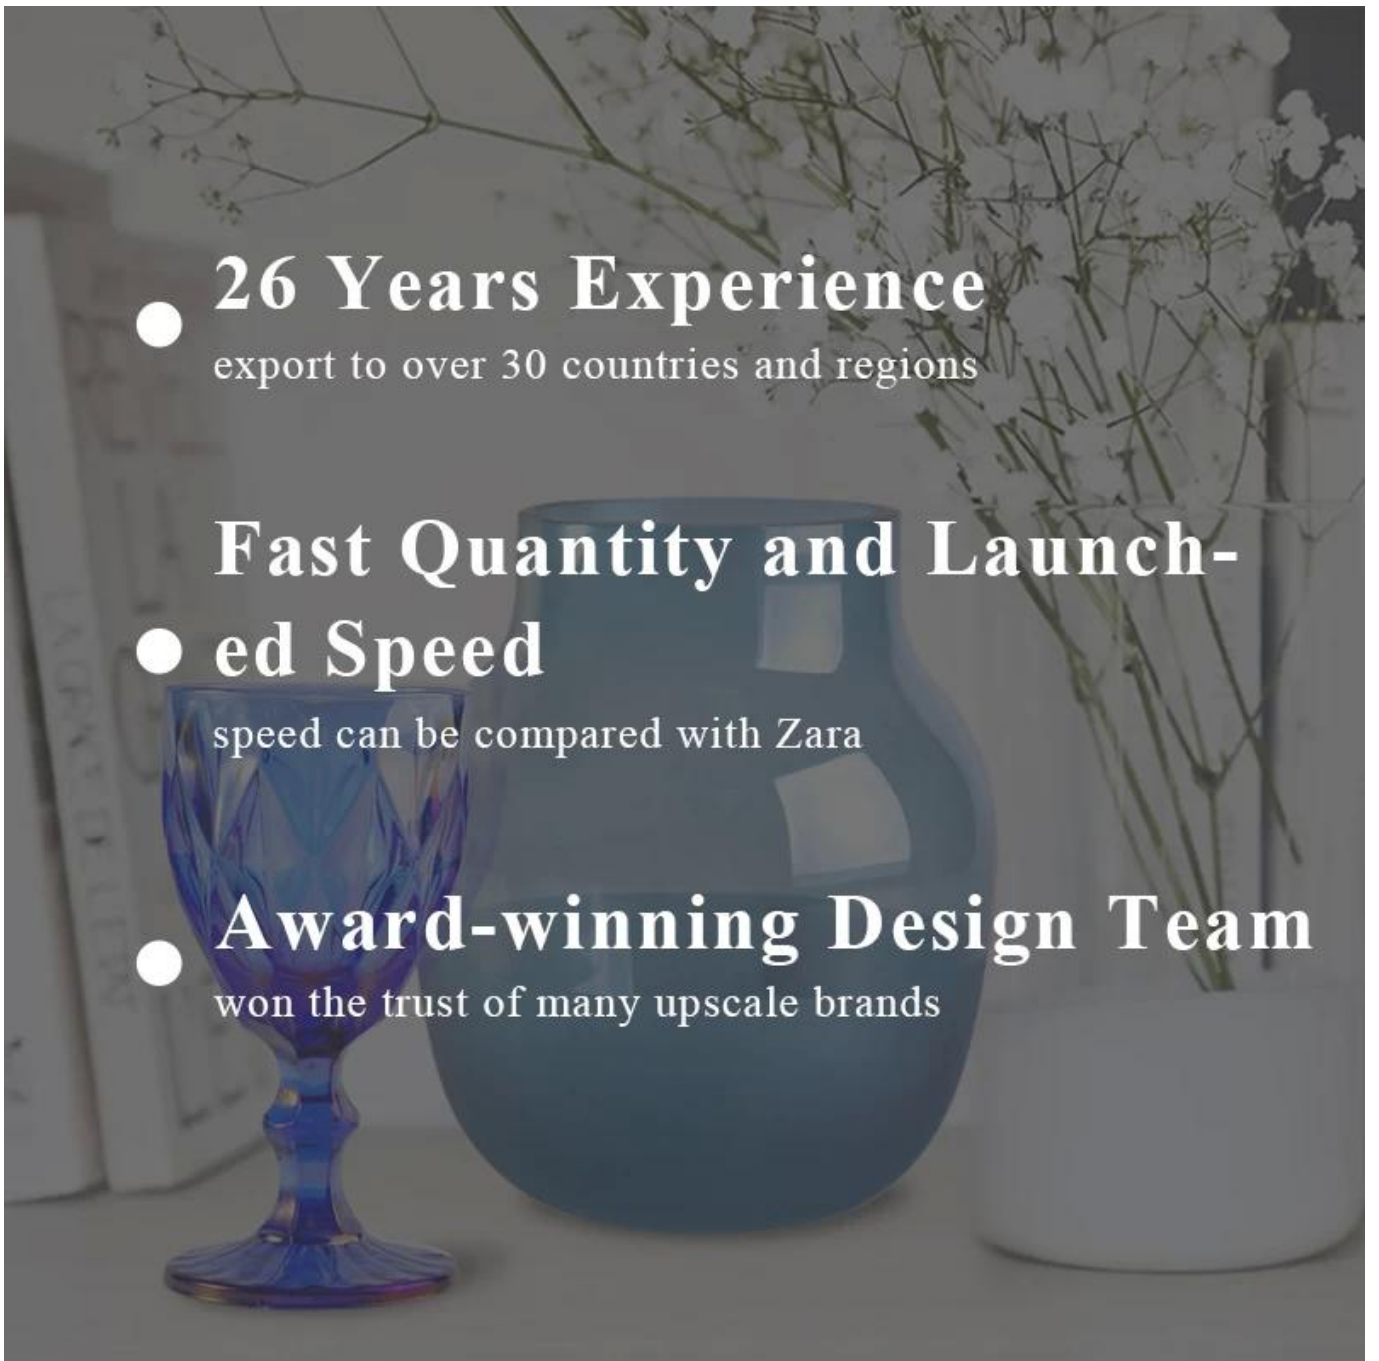 26 Years Experience
export to over 30 countries and regions
Fast Quantity and Launch-
ed Speed
speed can be compared with Zara
Award-winning Design Team
won the trust of many upscale brands